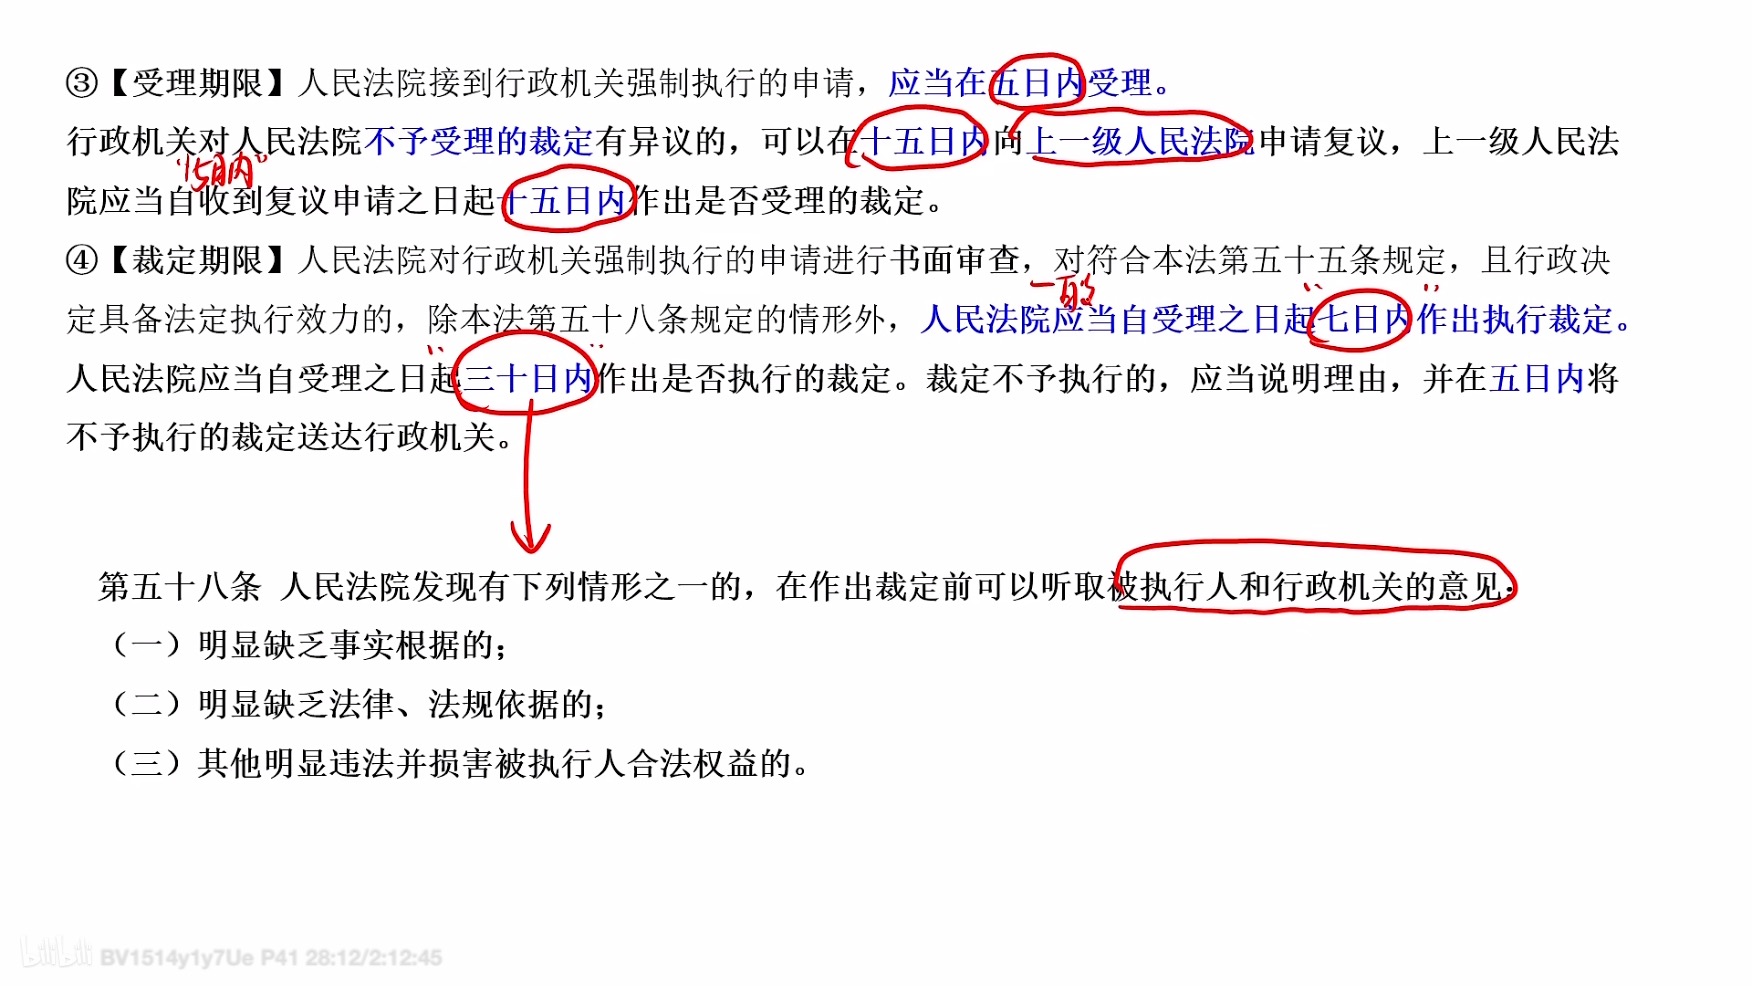 ③【受理期限】人民法院接到行政机关强制执行的申请，应当在五日内受理。
行政机关对人民法院不予受理的裁定有异议的，可以在十五日内向上一级人民法院申请复议，上一级人民法
“15日内”
院应当自收到复议申请之日起十五日内作出是否受理的裁定。
④【裁定期限】人民法院对行政机关强制执行的申请进行书面审查，对符合本法第五十五条规定，且行政决
定具备法定执行效力的，除本法第五十八条规定的情形外，人民法院应当自受理之日起七日内作出执行裁定。
人民法院应当自受理之日起三十日内作出是否执行的裁定。裁定不予执行的，应当说明理由，并在五日内将
不予执行的裁定送达行政机关。
第五十八条 人民法院发现有下列情形之一的，在作出裁定前可以听取被执行人和行政机关的意见：
（一）明显缺乏事实根据的；
（二）明显缺乏法律、法规依据的；
（三）其他明显违法并损害被执行人合法权益的。
bilibili BV1514y1y7Ue P41 28:12/2:12:45